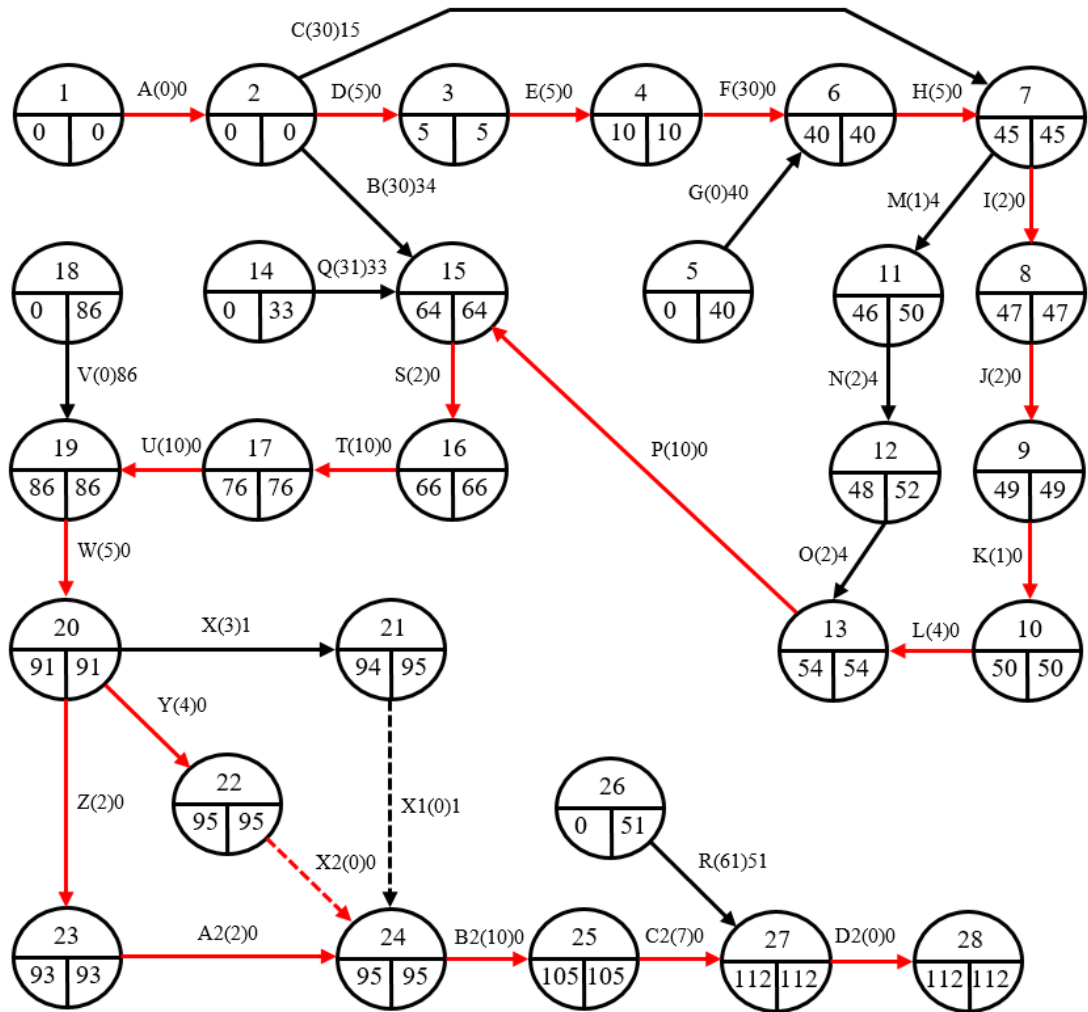 C(30)15
1
A(0)0
2
D(5)0
3
E(5)0
4
F(30)0
6
H(5)0
7
0 0
0 0
5 5
10 10
40 40
45 45
B(30)34
G(0)40
M(1)4
I(2)0
18
14
Q(31)33
15
5
11
8
0 86
0 33
64 64
0 40
46 50
47 47
V(0)86
S(2)0
N(2)4
J(2)0
19
U(10)0
17
T(10)0
16
P(10)0
12
9
86 86
76 76
66 66
48 52
49 49
W(5)0
O(2)4
K(1)0
20
X(3)1
21
13
L(4)0
10
91 91
94 95
54 54
50 50
Y(4)0
22
26
Z(2)0
95 95
X1(0)1
0 51
X2(0)0
R(61)51
23
A2(2)0
24
B2(10)0
25
C2(7)0
27
D2(0)0
28
93 93
95 95
105 105
112 112
112 112